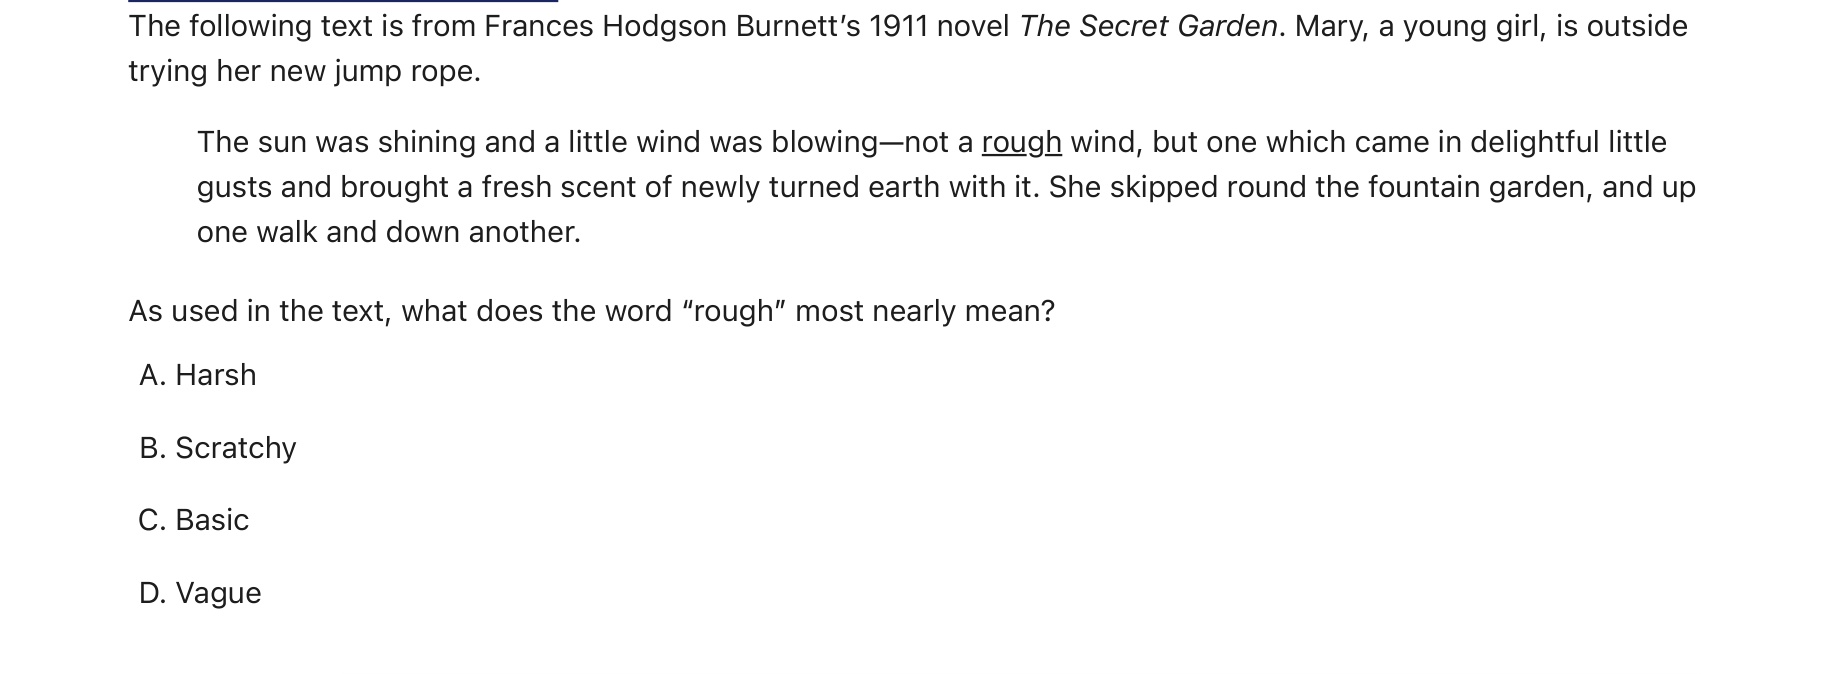 The following text is from Frances Hodgson Burnett’s 1911 novel The Secret Garden. Mary, a young girl, is outside
trying her new jump rope.
The sun was shining and a little wind was blowing—not a rough wind, but one which came in delightful little
gusts and brought a fresh scent of newly turned earth with it. She skipped round the fountain garden, and up
one walk and down another.
As used in the text, what does the word “rough” most nearly mean?
A. Harsh
B. Scratchy
C. Basic
D. Vague